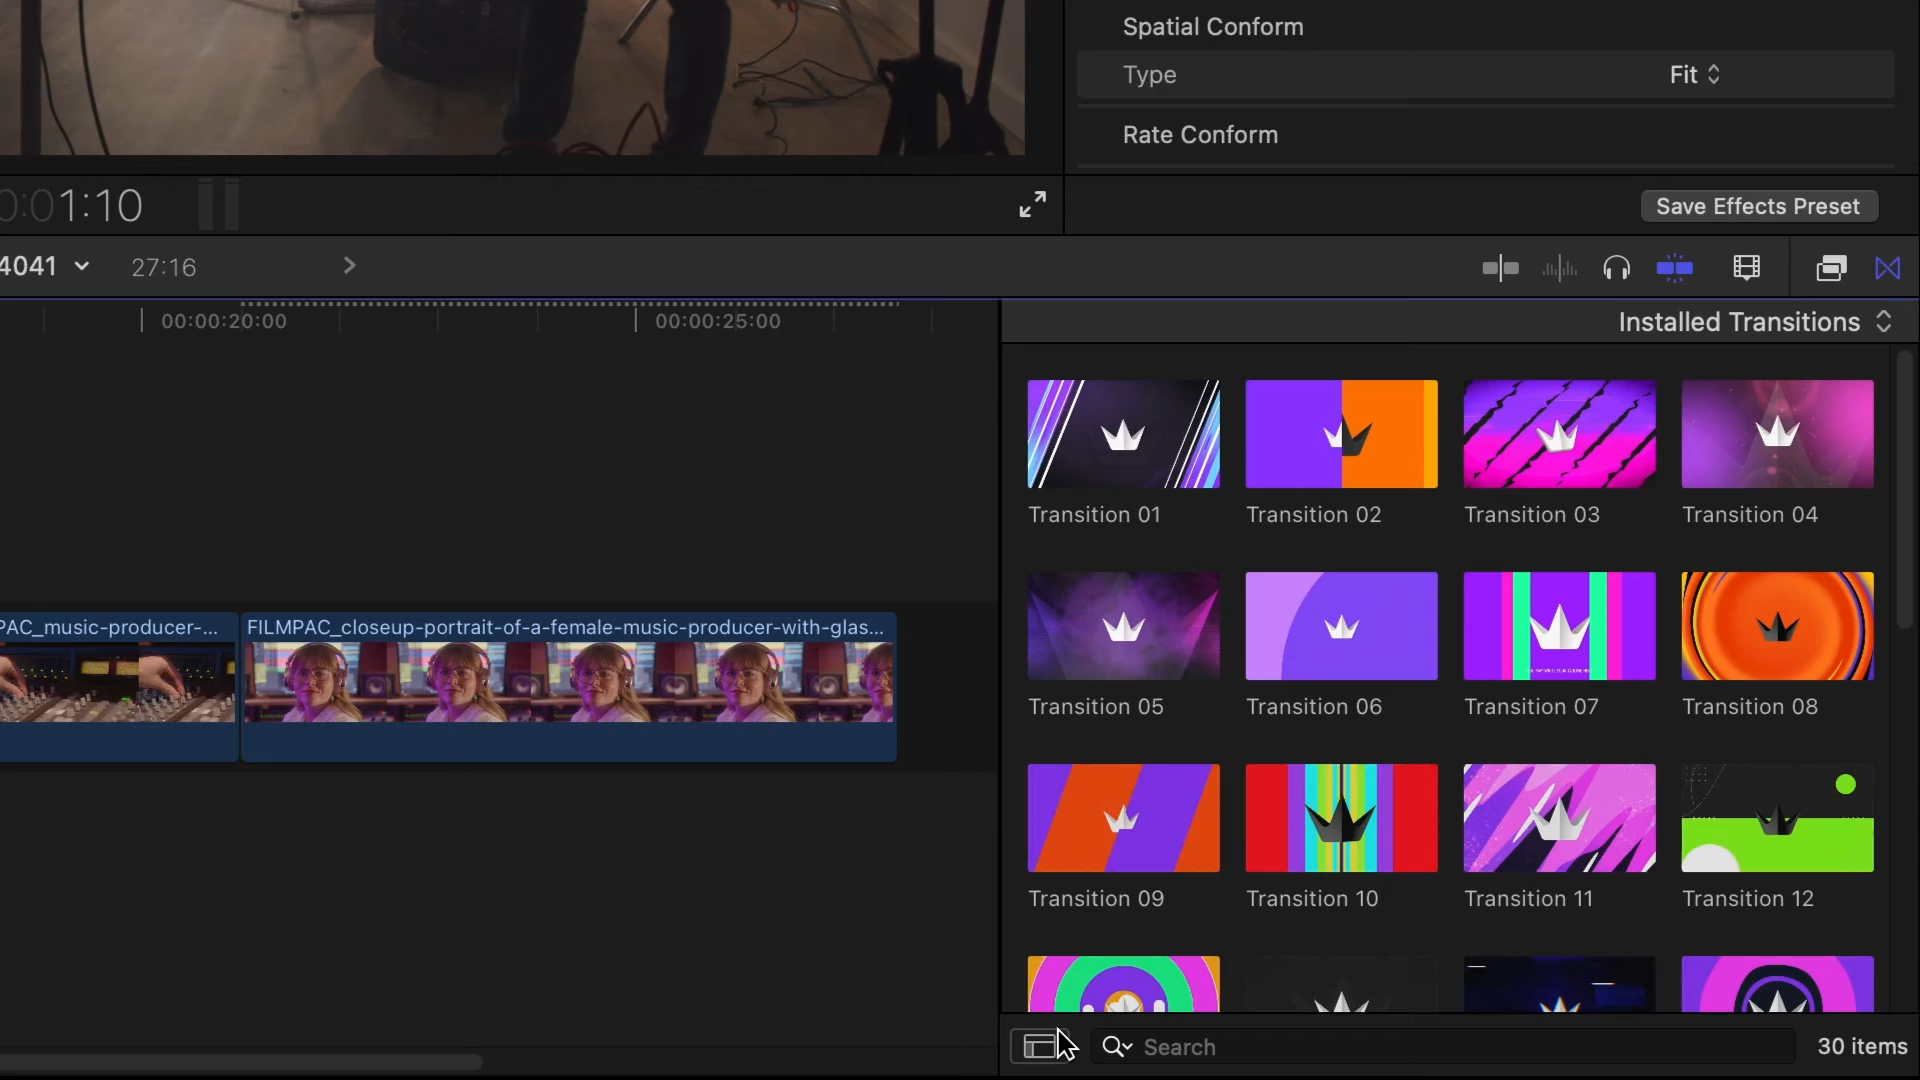 Spatial Conform
Type
Fit
Rate Conform
0:01:10
Save Effects Preset
4041
27:16
00:00:20:00
00:00:25:00
Installed Transitions
Transition 01
Transition 02
Transition 03
Transition 04
PAC_music-producer-...
FILMPAC_closeup-portrait-of-a-female-music-producer-with-glas...
Transition 05
Transition 06
Transition 07
Transition 08
Transition 09
Transition 10
Transition 11
Transition 12
Search
30 items